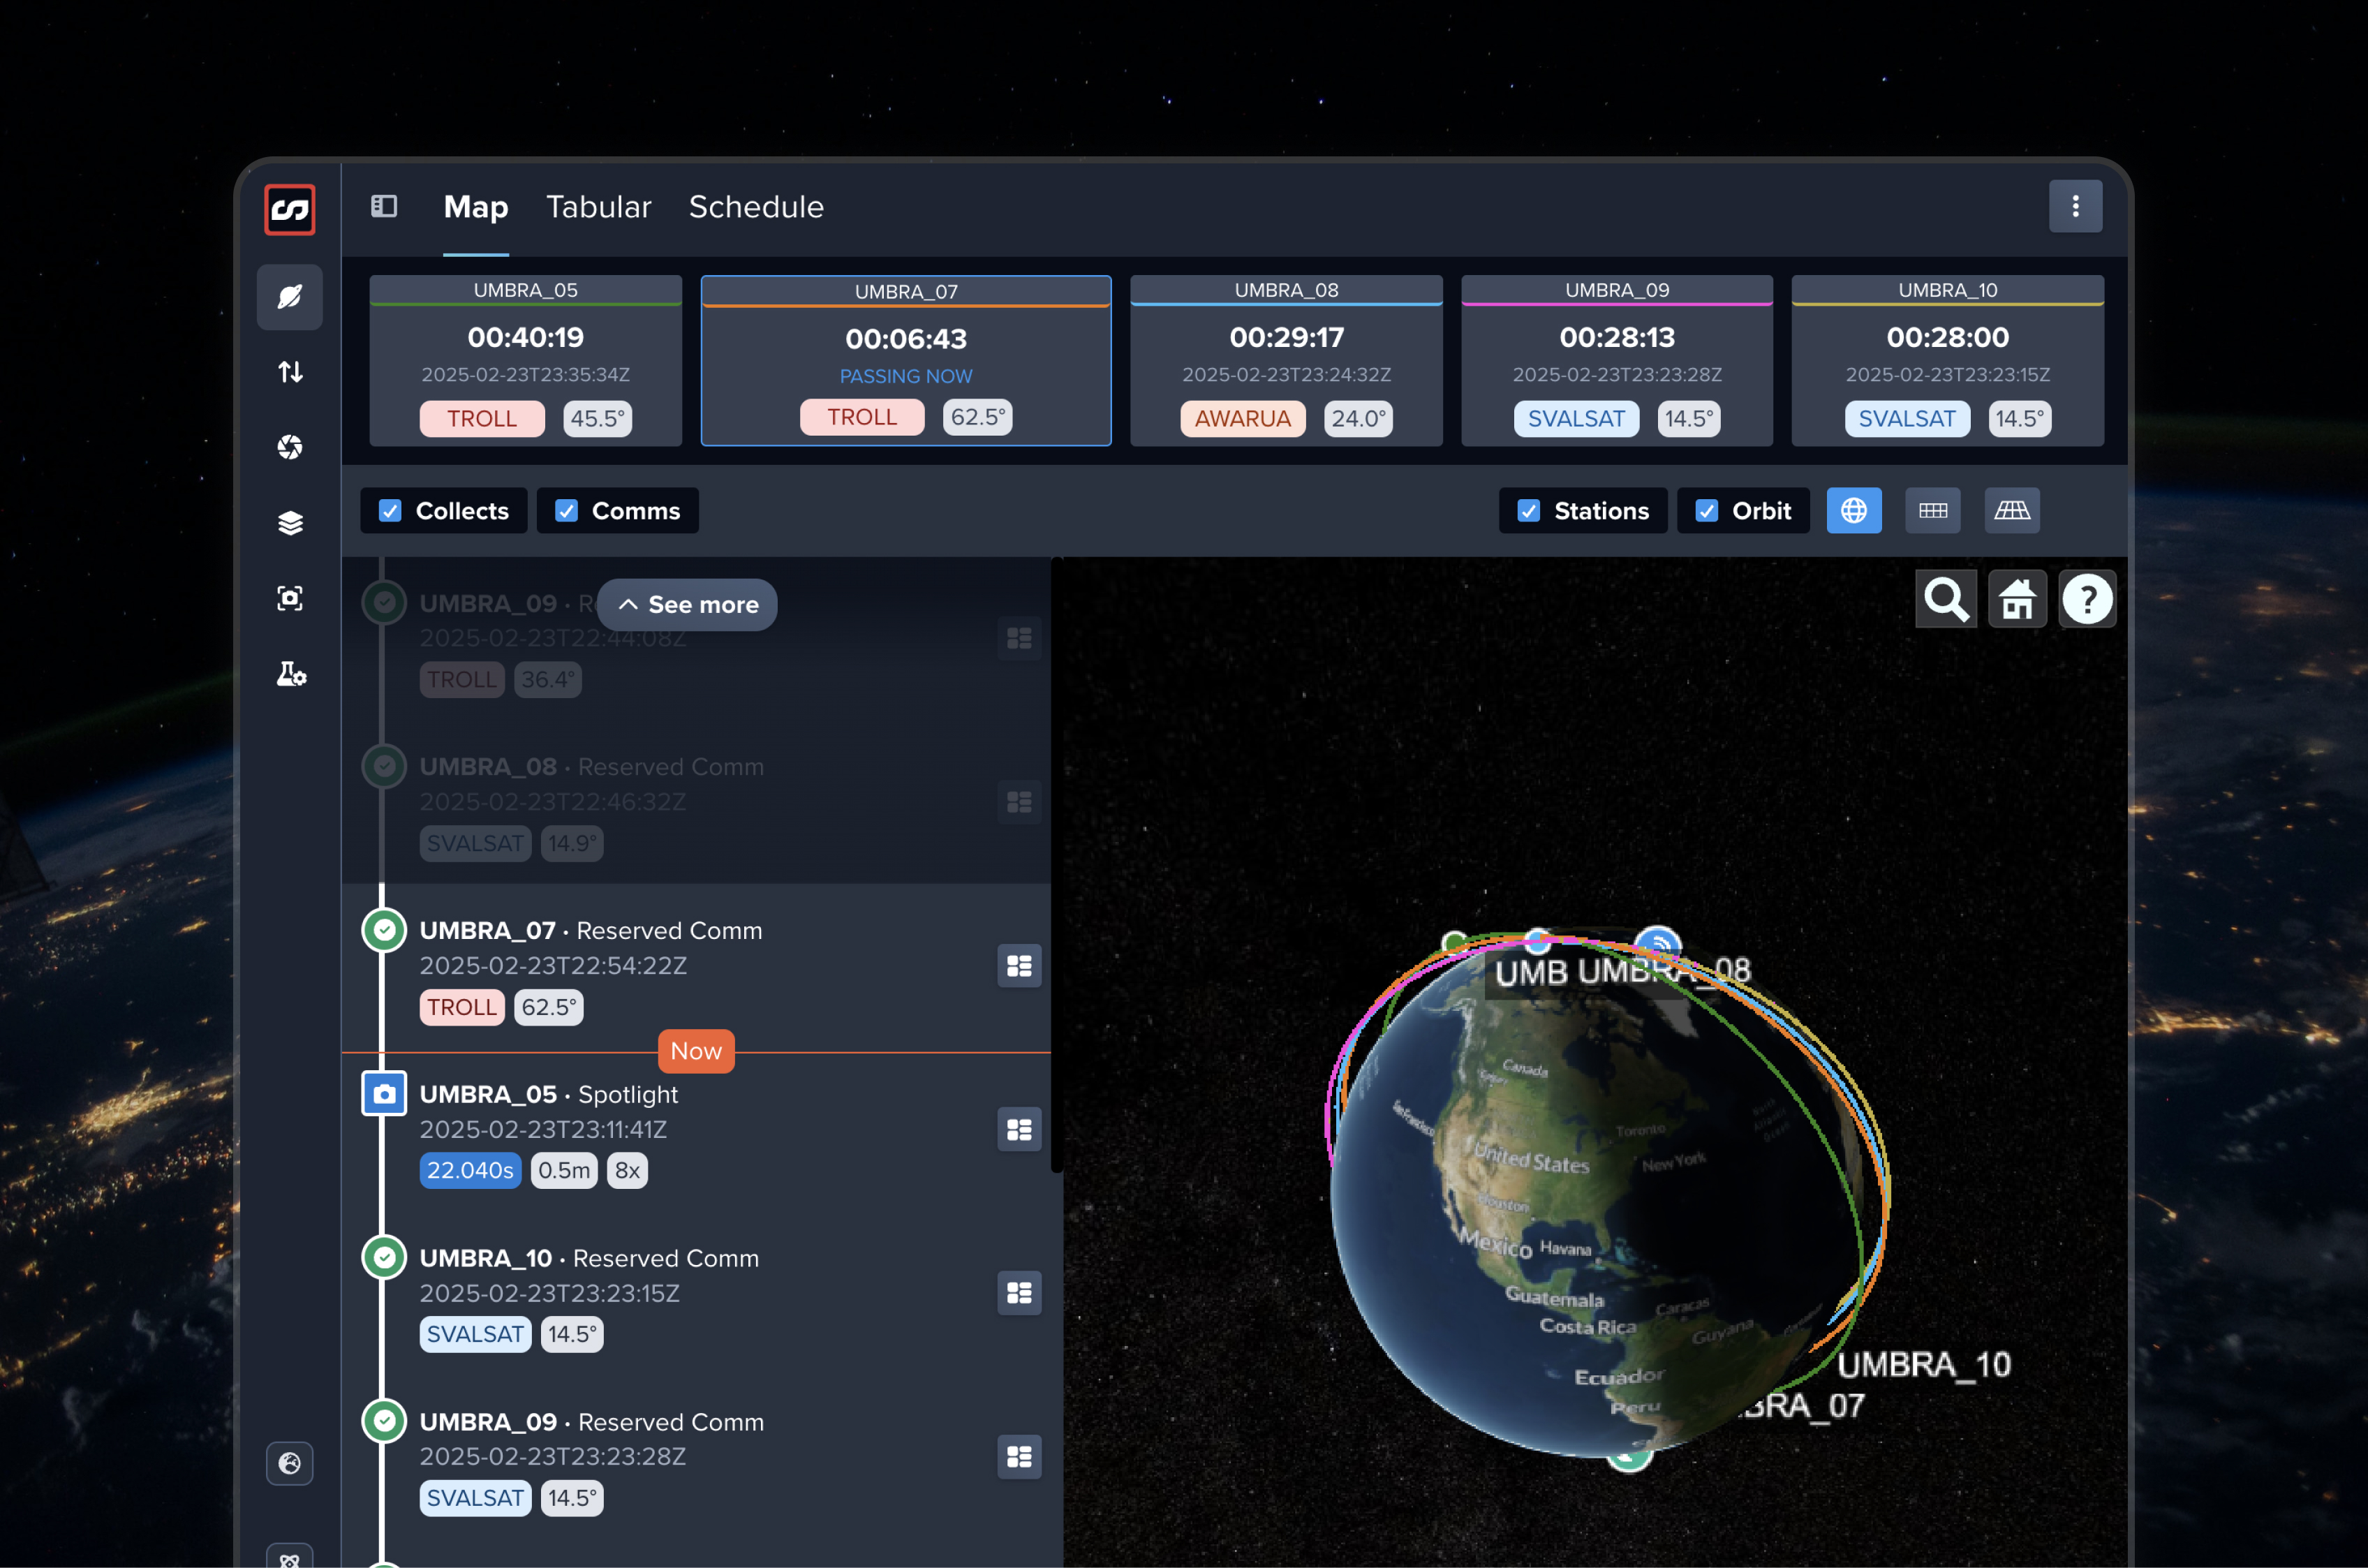 Map Tabular Schedule
UMBRA_05
00:40:19
2025-02-23T23:35:34Z
TROLL 45.5°
UMBRA_07
00:06:43
PASSING NOW
TROLL 62.5°
UMBRA_08
00:29:17
2025-02-23T23:24:32Z
AWARUA 24.0°
UMBRA_09
00:28:13
2025-02-23T23:23:28Z
SVALSAT 14.5°
UMBRA_10
00:28:00
2025-02-23T23:23:15Z
SVALSAT 14.5°
Collects Comms
Stations Orbit
See more
UMBRA_09 · R
2025-02-23T22:44:08Z
TROLL 36.4°
UMBRA_08 · Reserved Comm
2025-02-23T22:46:32Z
SVALSAT 14.9°
UMBRA_07 · Reserved Comm
2025-02-23T22:54:22Z
TROLL 62.5°
Now
UMBRA_05 · Spotlight
2025-02-23T23:11:41Z
22.040s 0.5m 8x
UMBRA_10 · Reserved Comm
2025-02-23T23:23:15Z
SVALSAT 14.5°
UMBRA_09 · Reserved Comm
2025-02-23T23:23:28Z
SVALSAT 14.5°
?
UMB UMBRA_08
Canada
San Francisco
Toronto
United States
New York
Houston
Mexico
Havana
Guatemala
Caracas
Costa Rica
Guyana
Ecuador
Peru
UMBRA_10
BRA_07